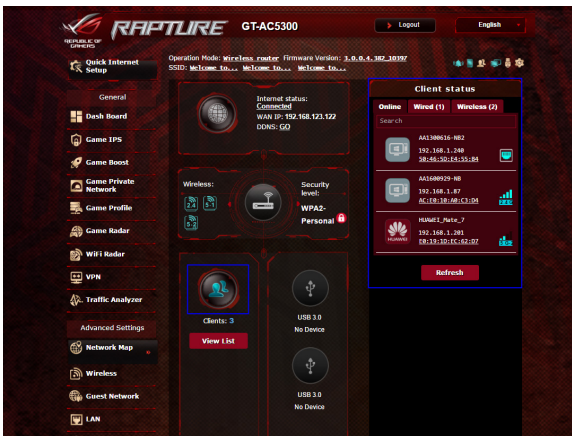 REPUBLIC OF
GAMERS
RAPTURE
GT-AC5300
Logout
English
Quick Internet
Setup
Operation Mode: Wireless router Firmware Version: 3.0.0.4.382_10397
SSID: Welcome to... Welcome to... Welcome to...
General
Dash Board
Game IPS
Game Boost
Game Private
Network
Game Profile
Game Radar
WiFi Radar
VPN
Traffic Analyzer
Advanced Settings
Network Map
Wireless
Guest Network
LAN
Internet status:
Connected
WAN IP: 192.168.123.122
DDNS: GO
Wireless:
2.4
5-1
5-2
Security
level:
WPA2-
Personal
Clients: 3
View List
USB 3.0
No Device
USB 3.0
No Device
Client status
Online
Wired (1)
Wireless (2)
Search
AA1300616-NB2
192.168.1.240
50:46:5D:E4:55:B4
AA1600929-NB
192.168.1.87
AC:E0:10:A0:C3:D4
HUAWEI
HUAWEI_Mate_7
192.168.1.201
E0:19:1D:EC:62:D7
Refresh